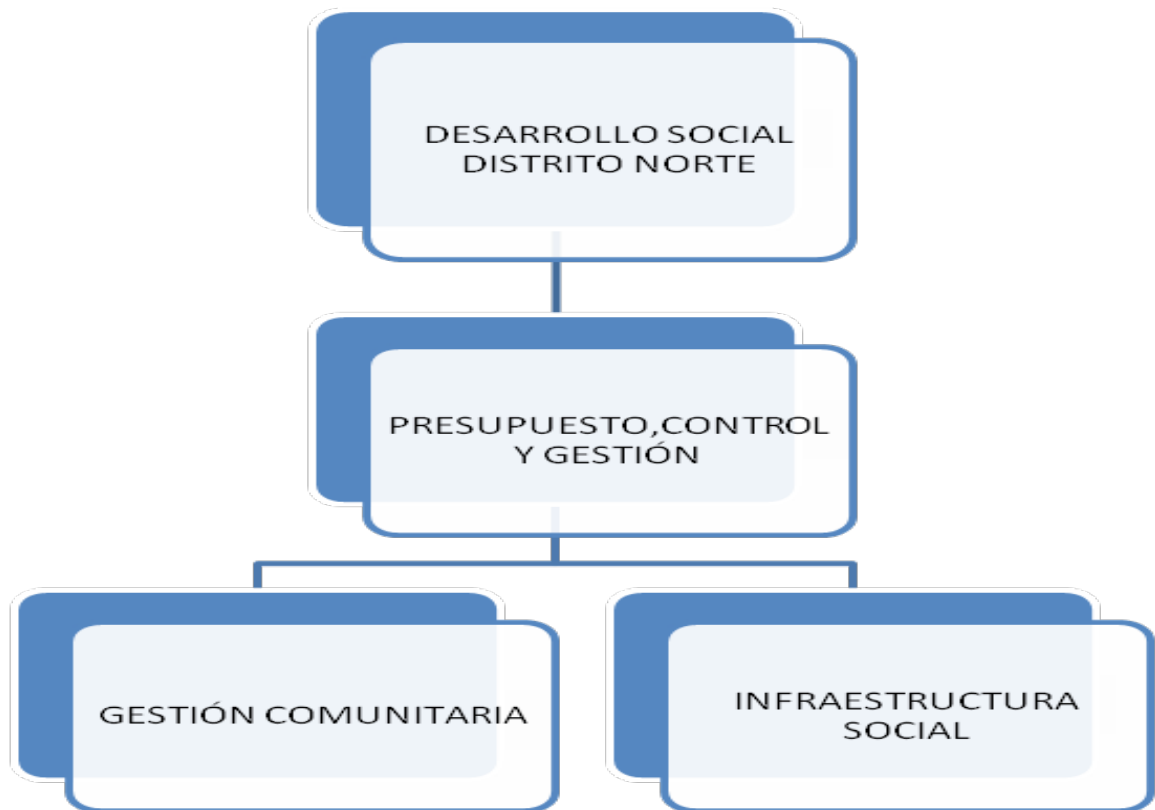 DESARROLLO SOCIAL
DISTRITO NORTE
PRESUPUESTO,CONTROL
Y GESTIÓN
GESTIÓN COMUNITARIA
INFRAESTRUCTURA
SOCIAL